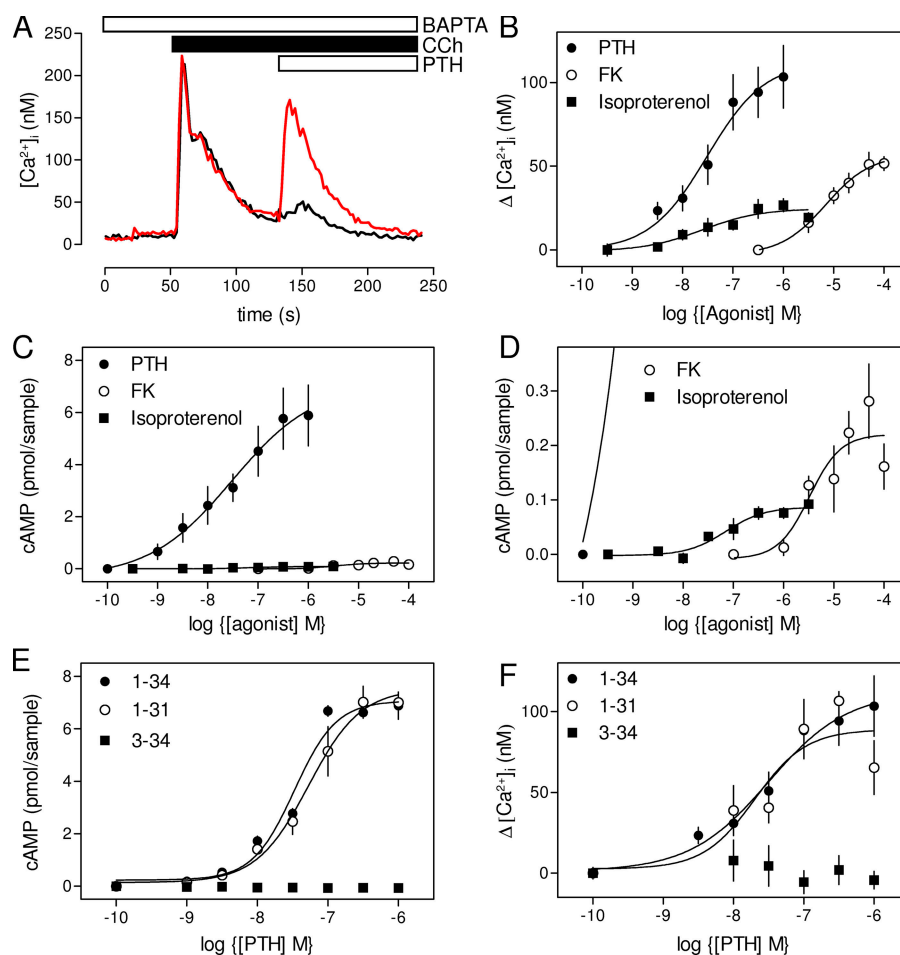 A
BAPTA
CCh
PTH
250
200
150
100
50
0
[Ca²⁺]ᵢ (nM)
0 50 100 150 200 250
time (s)
B
PTH
FK
Isoproterenol
100
50
0
Δ [Ca²⁺]ᵢ (nM)
-10 -9 -8 -7 -6 -5 -4
log {[Agonist] M}
C
PTH
FK
Isoproterenol
8
6
4
2
0
cAMP (pmol/sample)
-10 -9 -8 -7 -6 -5 -4
log {[agonist] M}
D
FK
Isoproterenol
0.3
0.2
0.1
0.0
cAMP (pmol/sample)
-10 -9 -8 -7 -6 -5 -4
log {[agonist] M}
E
1-34
1-31
3-34
8
6
4
2
0
cAMP (pmol/sample)
-10 -9 -8 -7 -6
log {[PTH] M}
F
1-34
1-31
3-34
100
50
0
Δ [Ca²⁺]ᵢ (nM)
-10 -9 -8 -7 -6
log {[PTH] M}